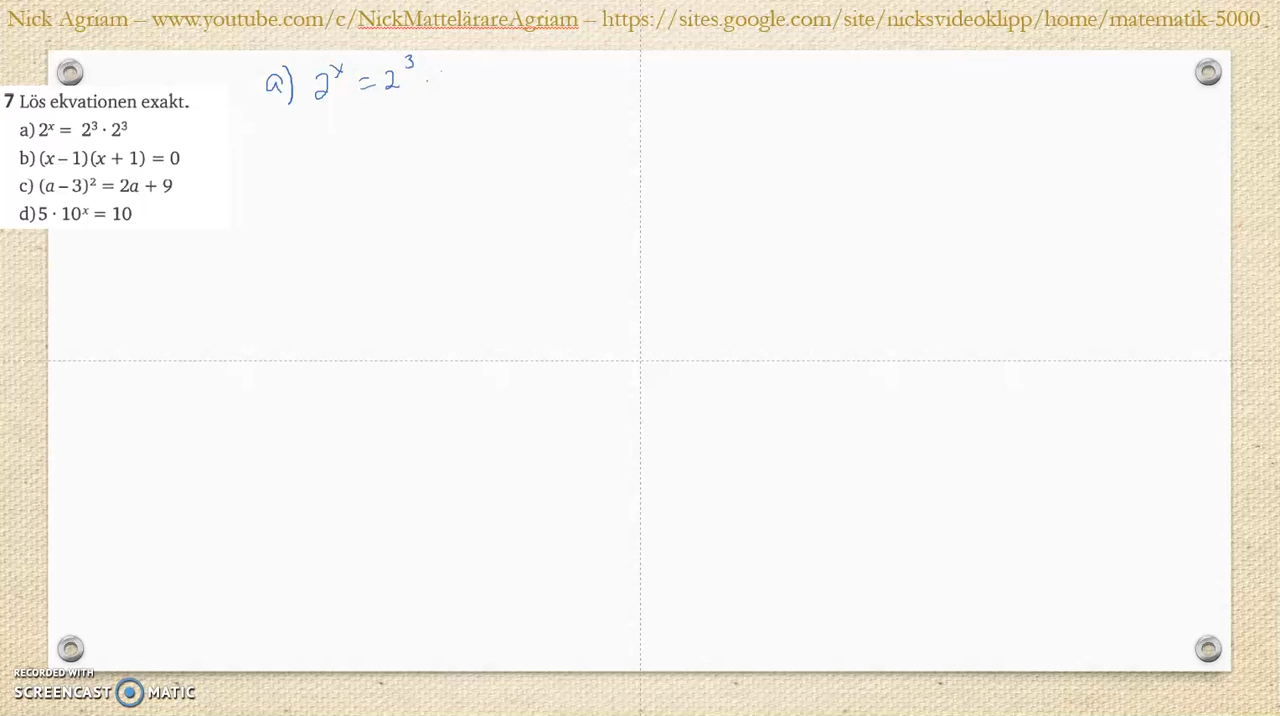 Nick Agriam – www.youtube.com/c/NickMattelärareAgriam – https://sites.google.com/site/nicksvideoklipp/home/matematik-5000
a) 2ˣ = 2³ ·
7 Lös ekvationen exakt.
a) 2ˣ = 2³ · 2³
b) (x – 1)(x + 1) = 0
c) (a – 3)² = 2a + 9
d) 5 · 10ˣ = 10
RECORDED WITH
SCREENCAST MATIC